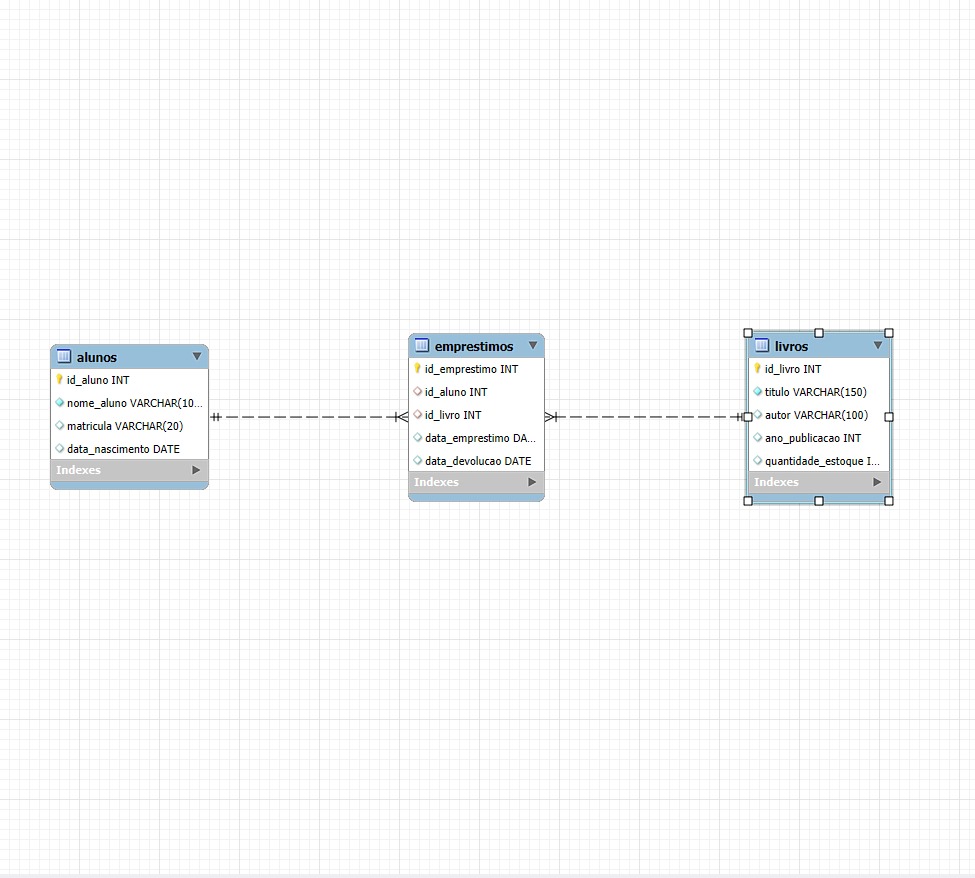 alunos
id_aluno INT
nome_aluno VARCHAR(10...
matricula VARCHAR(20)
data_nascimento DATE
Indexes
emprestimos
id_emprestimo INT
id_aluno INT
id_livro INT
data_emprestimo DA...
data_devolucao DATE
Indexes
livros
id_livro INT
titulo VARCHAR(150)
autor VARCHAR(100)
ano_publicacao INT
quantidade_estoque I...
Indexes